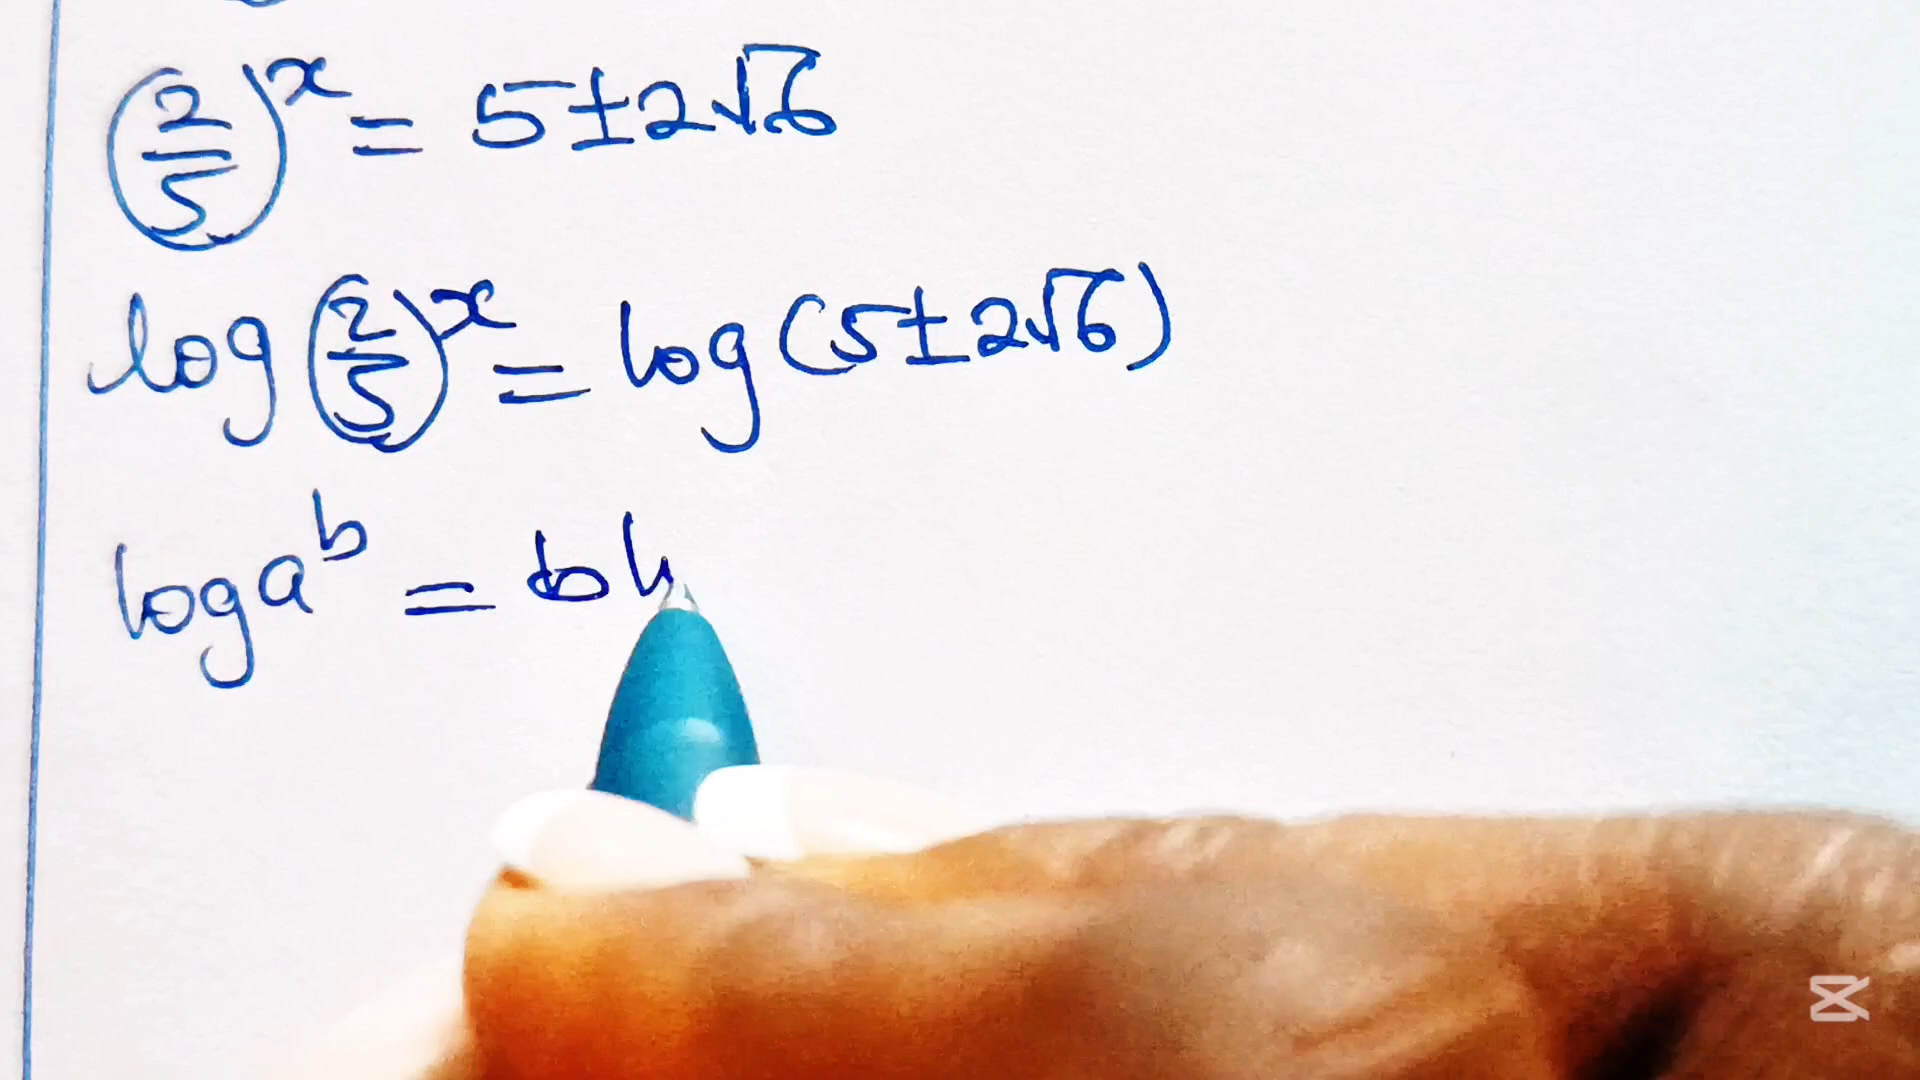 (2/5)^x = 5±2√6
log(2/5)^x = log(5±2√6)
log a^b = b